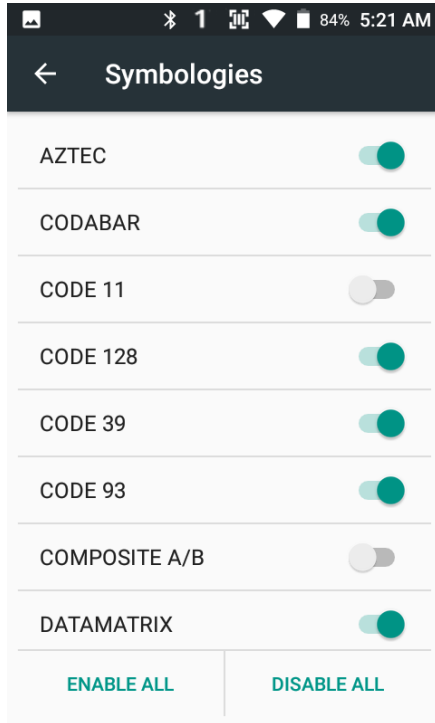 1 84% 5:21 AM
Symbologies
AZTEC
CODABAR
CODE 11
CODE 128
CODE 39
CODE 93
COMPOSITE A/B
DATAMATRIX
ENABLE ALL DISABLE ALL